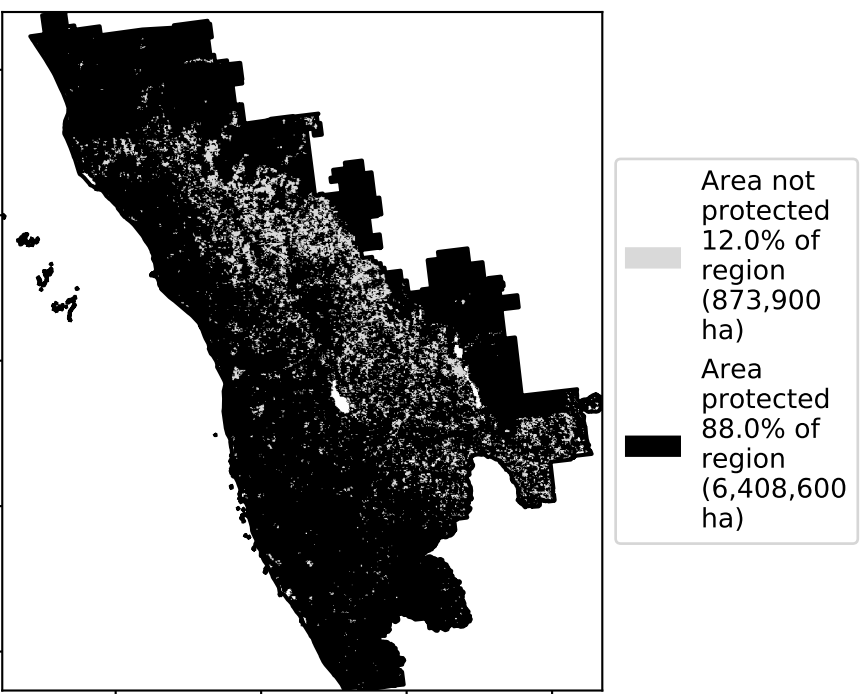 Area not
protected
12.0% of
region
(873,900
ha)
Area
protected
88.0% of
region
(6,408,600
ha)